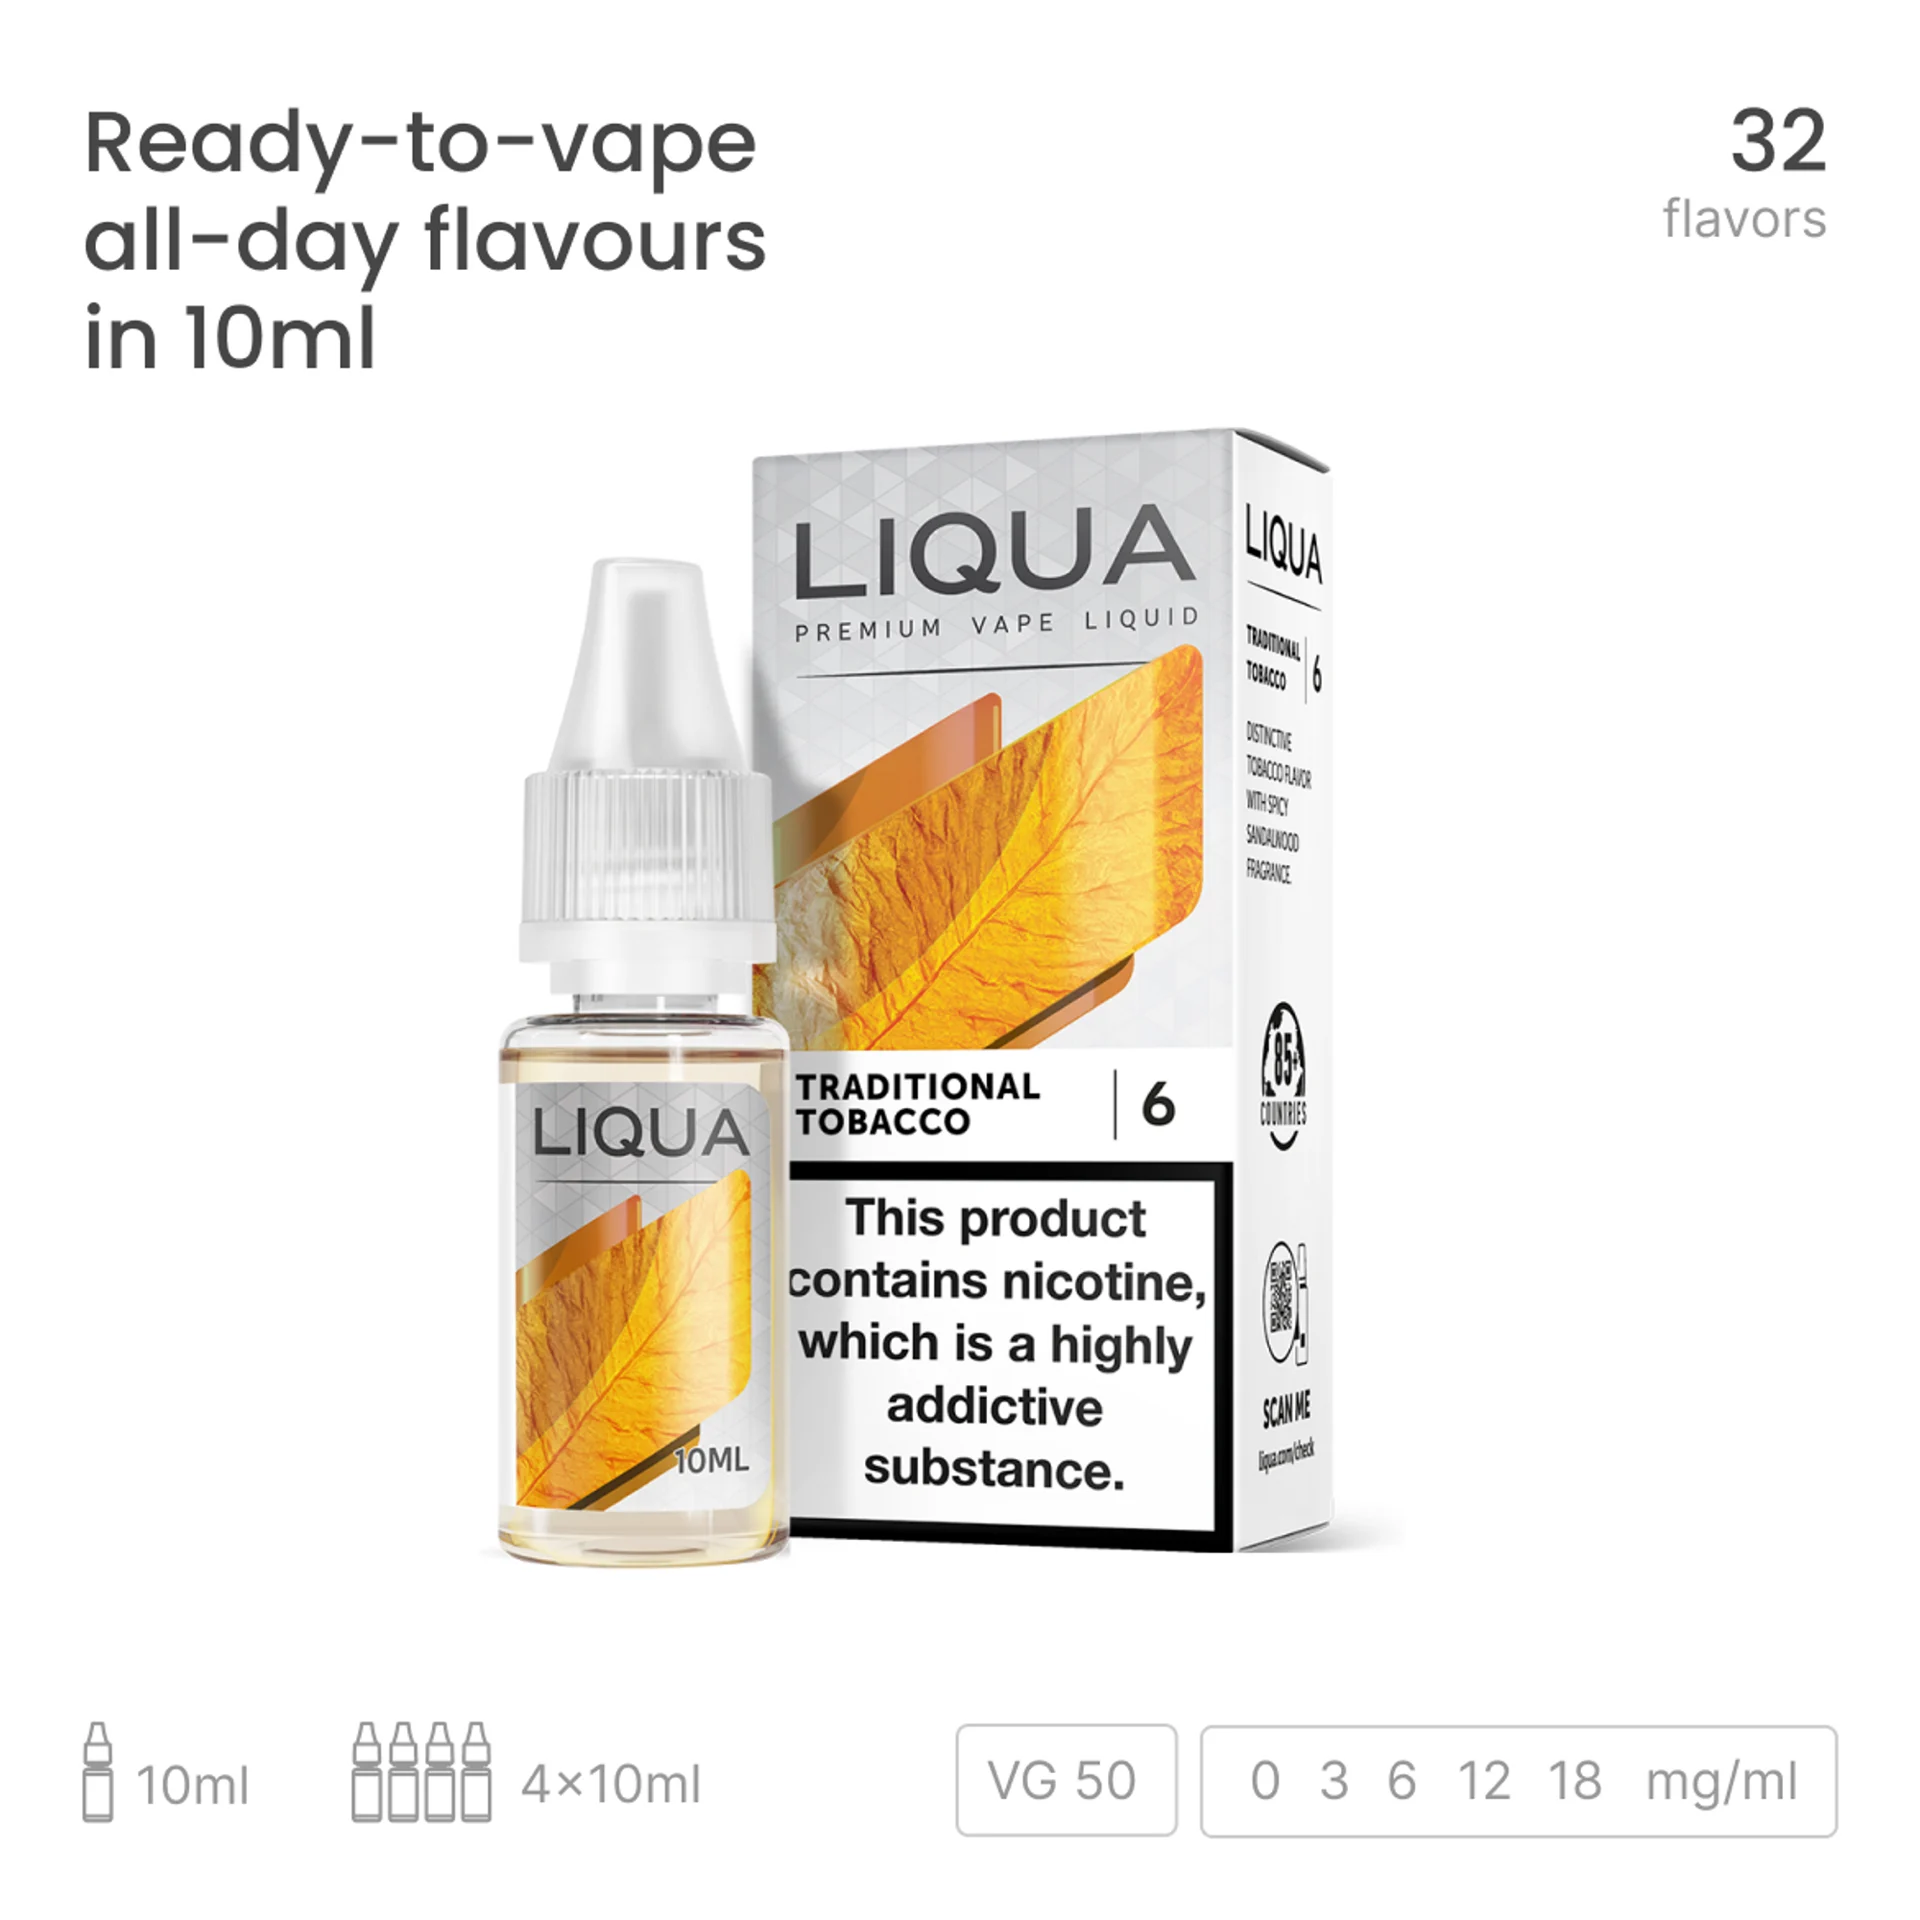 Ready-to-vape
all-day flavours
in 10ml
32
flavors
LIQUA
PREMIUM VAPE LIQUID
TRADITIONAL
TOBACCO
6
This product
contains nicotine,
which is a highly
addictive
substance.
LIQUA
TRADITIONAL
TOBACCO
6
DISTINCTIVE
TOBACCO FLAVOR
WITH SPICY
SANDALWOOD
FRAGRANCE.
85+
COUNTRIES
SCAN ME
liqua.com/check
LIQUA
10ML
10ml
4×10ml
VG 50
0 3 6 12 18 mg/ml